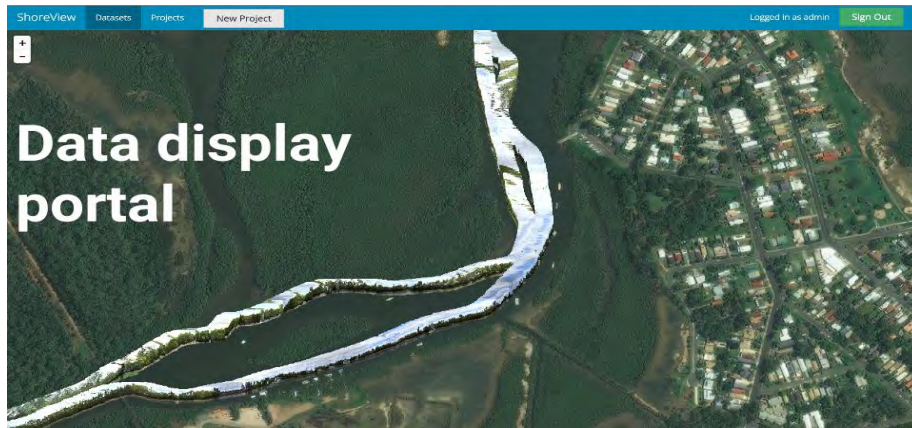 ShoreView Datasets Projects New Project Logged in as admin Sign Out
+
−
Data display
portal